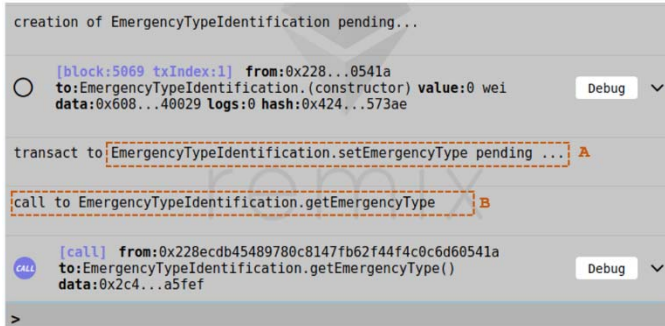 creation of EmergencyTypeIdentification pending...
[block:5069 txIndex:1] from:0x228...0541a
to:EmergencyTypeIdentification.(constructor) value:0 wei
data:0x608...40029 logs:0 hash:0x424...573ae
Debug
transact to EmergencyTypeIdentification.setEmergencyType pending ... A
remix
call to EmergencyTypeIdentification.getEmergencyType B
CALL
[call] from:0x228ecdb45489780c8147fb62f44f4c0c6d60541a
to:EmergencyTypeIdentification.getEmergencyType()
data:0x2c4...a5fef
Debug
>